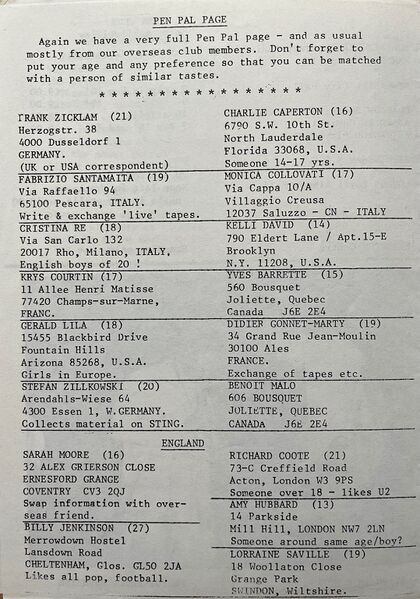 PEN PAL PAGE
Again we have a very full Pen Pal page - and as usual
mostly from our overseas club members. Don't forget to
put your age and any preference so that you can be matched
with a person of similar tastes.
* * * * * * * * * * * * * * * * *
FRANK ZICKLAM (21)
Herzogstr. 38
4000 Dusseldorf 1
GERMANY.
(UK or USA correspondent)
CHARLIE CAPERTON (16)
6790 S.W. 10th St.
North Lauderdale
Florida 33068, U.S.A.
Someone 14-17 yrs.
FABRIZIO SANTAMAITA (19)
Via Raffaello 94
65100 Pescara, ITALY.
Write & exchange 'live' tapes.
MONICA COLLOVATI (17)
Via Cappa 10/A
Villaggio Creusa
12037 Saluzzo - CN - ITALY
CRISTINA RE (18)
Via San Carlo 132
20017 Rho, Milano, ITALY,
English boys of 20 !
KELLI DAVID (14)
790 Eldert Lane / Apt.15-E
Brooklyn
N.Y. 11208, U.S.A.
KRYS COURTIN (17)
11 Allee Henri Matisse
77420 Champs-sur-Marne,
FRANC.
YVES BARRETTE (15)
560 Bousquet
Joliette, Quebec
Canada J6E 2E4
GERALD LILA (18)
15455 Blackbird Drive
Fountain Hills
Arizona 85268, U.S.A.
Girls in Europe.
DIDIER GONNET-MARTY (19)
34 Grand Rue Jean-Moulin
30100 Ales
FRANCE.
Exchange of tapes etc.
STEFAN ZILLKOWSKI (20)
Arendahls-Wiese 64
4300 Essen 1, W.GERMANY.
Collects material on STING.
BENOIT MALO
606 BOUSQUET
JOLIETTE, QUEBEC
CANADA J6E 2E4
ENGLAND
SARAH MOORE (16)
32 ALEX GRIERSON CLOSE
ERNESFORD GRANGE
COVENTRY CV3 2QJ
Swap information with over-
seas friend.
RICHARD COOTE (21)
73-C Creffield Road
Acton, London W3 9PS
Someone over 18 - likes U2
BILLY JENKINSON (27)
Merrowdown Hostel
Lansdown Road
CHELTENHAM, Glos. GL50 2JA
Likes all pop, football.
AMY HUBBARD (13)
14 Parkside
Mill Hill, LONDON NW7 2LN
Someone around same age/boy?
LORRAINE SAVILLE (19)
18 Woollaton Close
Grange Park
SWINDON, Wiltshire.